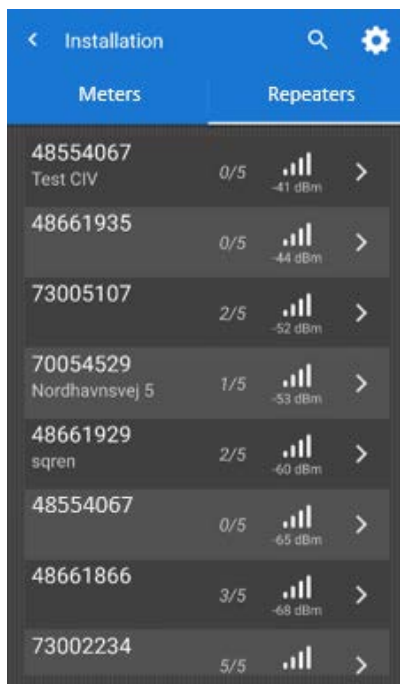 Installation
Meters Repeaters
48554067
Test CIV
0/5
-41 dBm
48661935
0/5
-44 dBm
73005107
2/5
-52 dBm
70054529
Nordhavnsvej 5
1/5
-53 dBm
48661929
sqren
2/5
-60 dBm
48554067
0/5
-65 dBm
48661866
3/5
-68 dBm
73002234
5/5